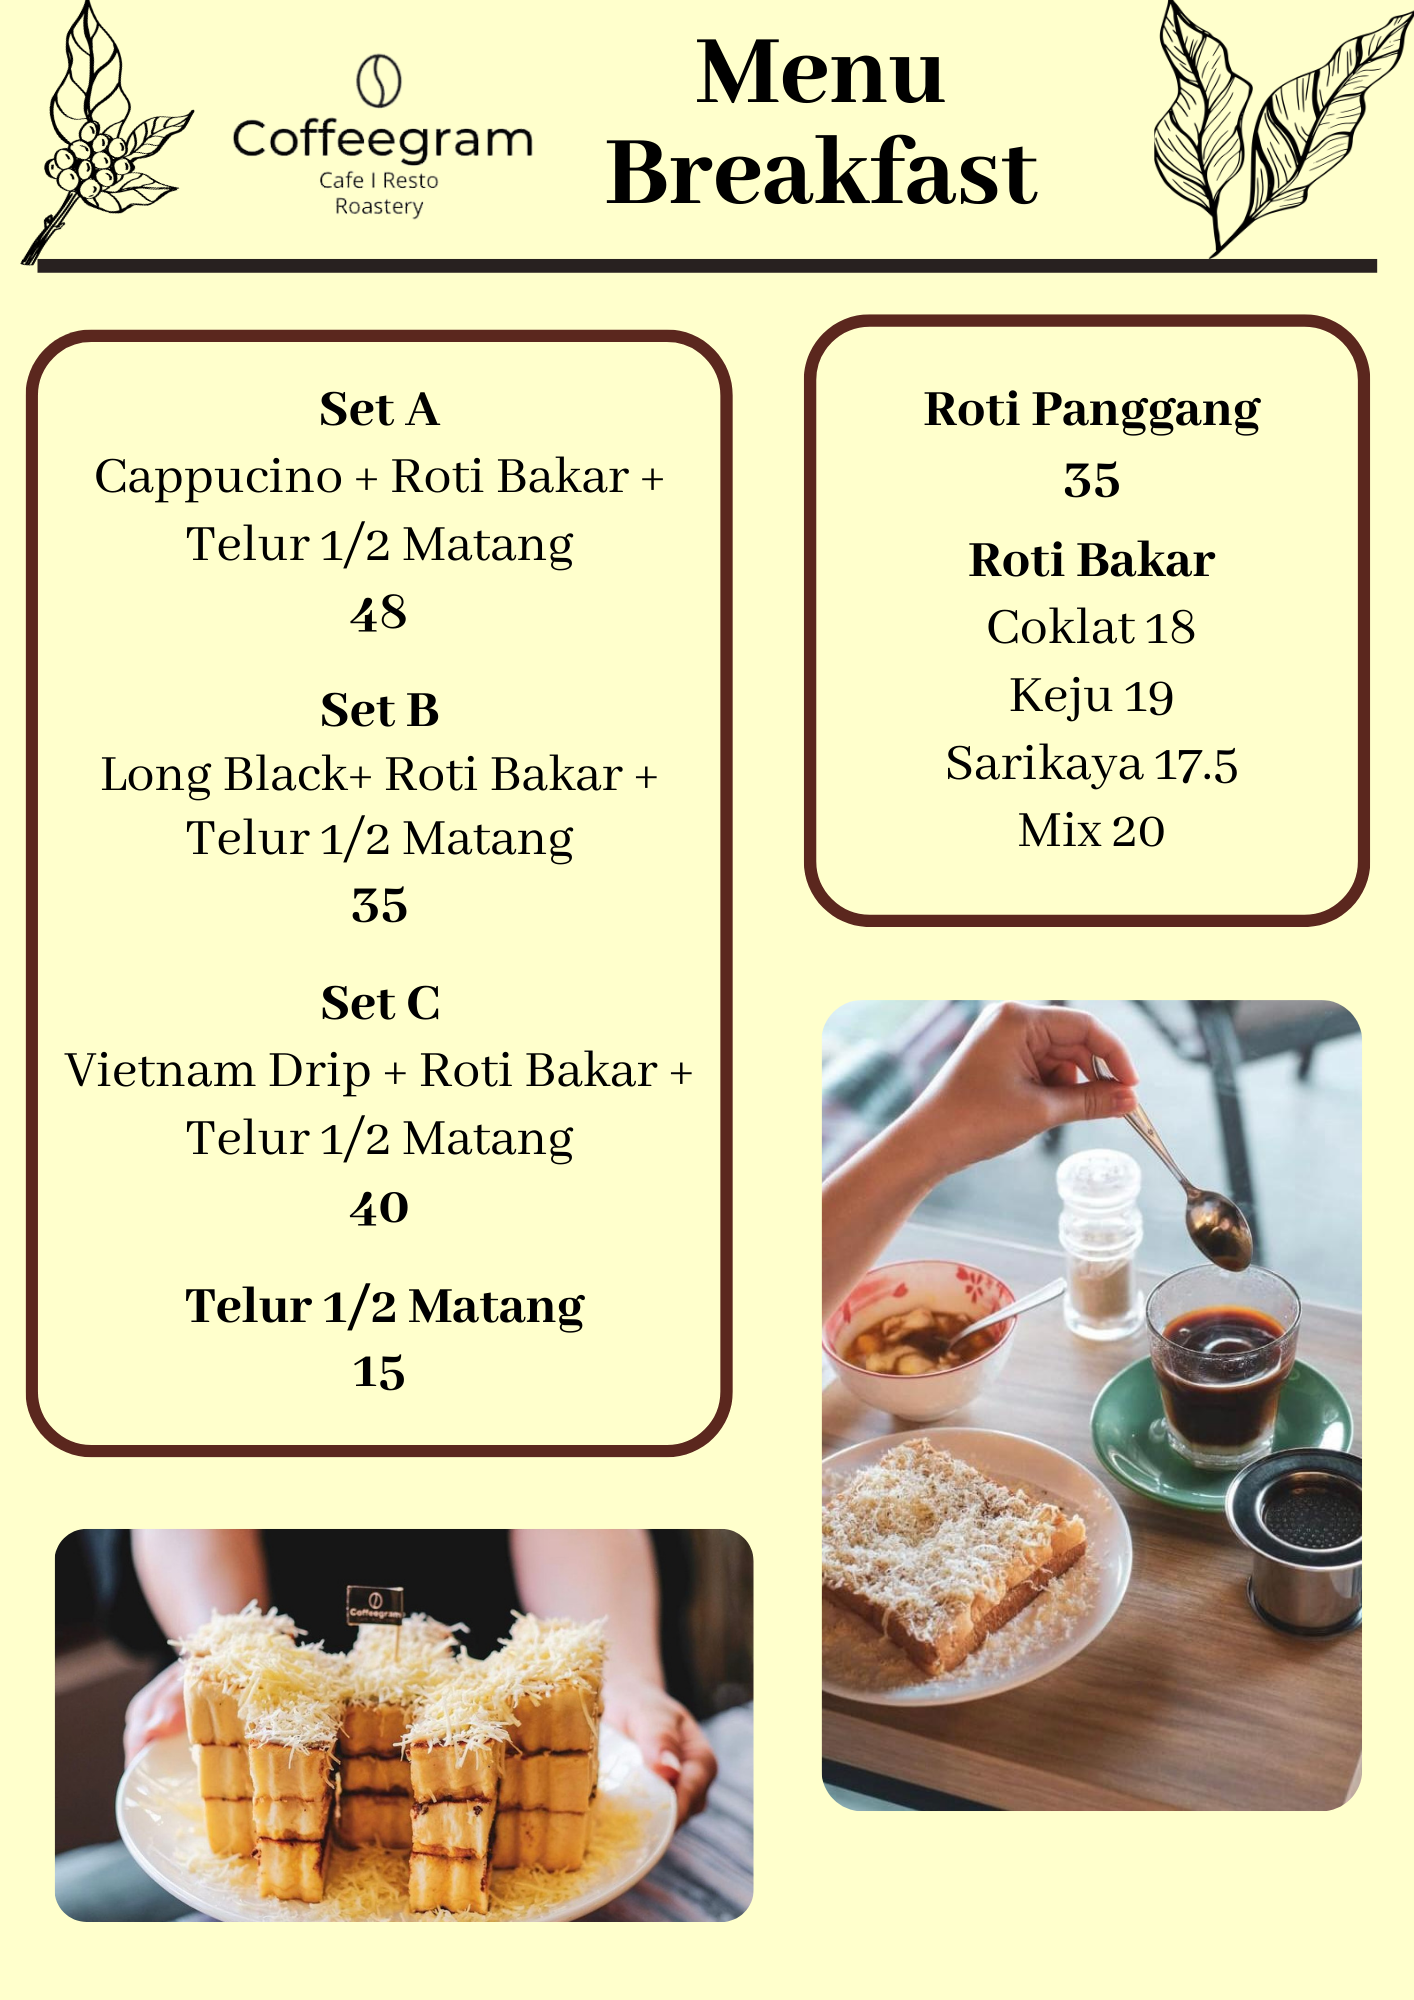 Coffeegram
Cafe I Resto
Roastery
Menu
Breakfast
Set A
Cappucino + Roti Bakar +
Telur 1/2 Matang
48
Set B
Long Black+ Roti Bakar +
Telur 1/2 Matang
35
Set C
Vietnam Drip + Roti Bakar +
Telur 1/2 Matang
40
Telur 1/2 Matang
15
Roti Panggang
35
Roti Bakar
Coklat 18
Keju 19
Sarikaya 17.5
Mix 20
Coffeegram